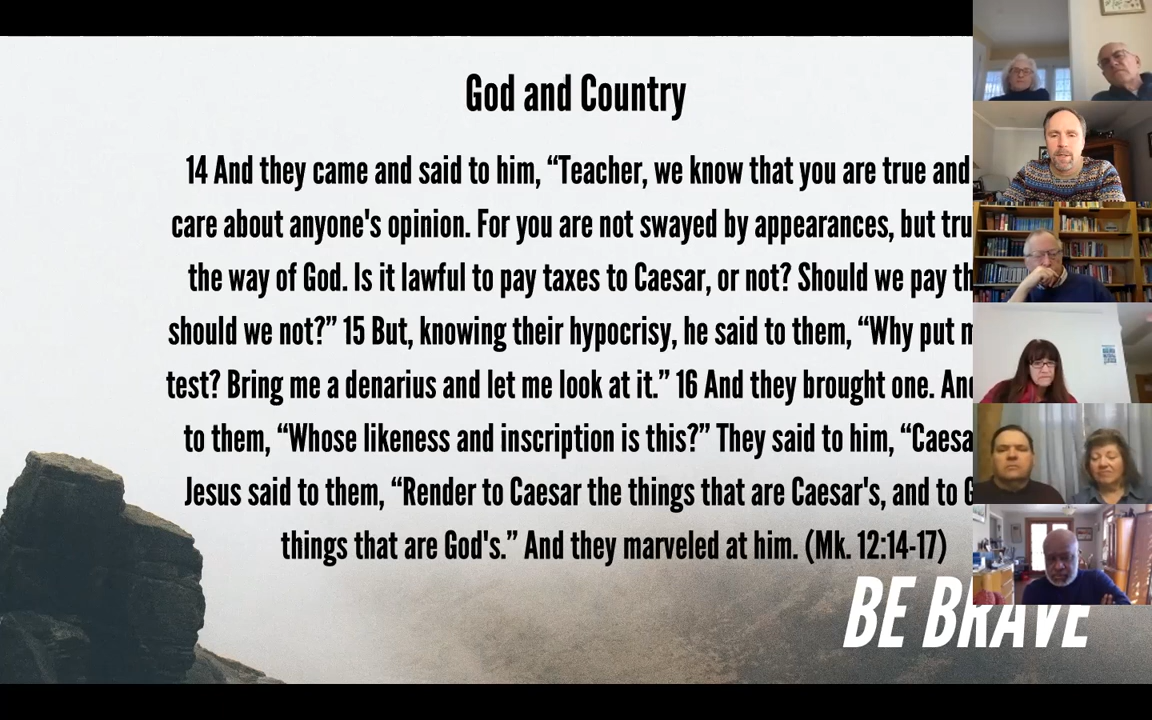 God and Country
14 And they came and said to him, “Teacher, we know that you are true and
care about anyone's opinion. For you are not swayed by appearances, but
the way of God. Is it lawful to pay taxes to Caesar, or not? Should we pay
should we not?” 15 But, knowing their hypocrisy, he said to them, “Why put
test? Bring me a denarius and let me look at it.” 16 And they brought one.
to them, “Whose likeness and inscription is this?” They said to him,
Jesus said to them, “Render to Caesar the things that are Caesar's, and to
things that are God's.” And they marveled at him. (Mk. 12:14-17)
BE BRAVE